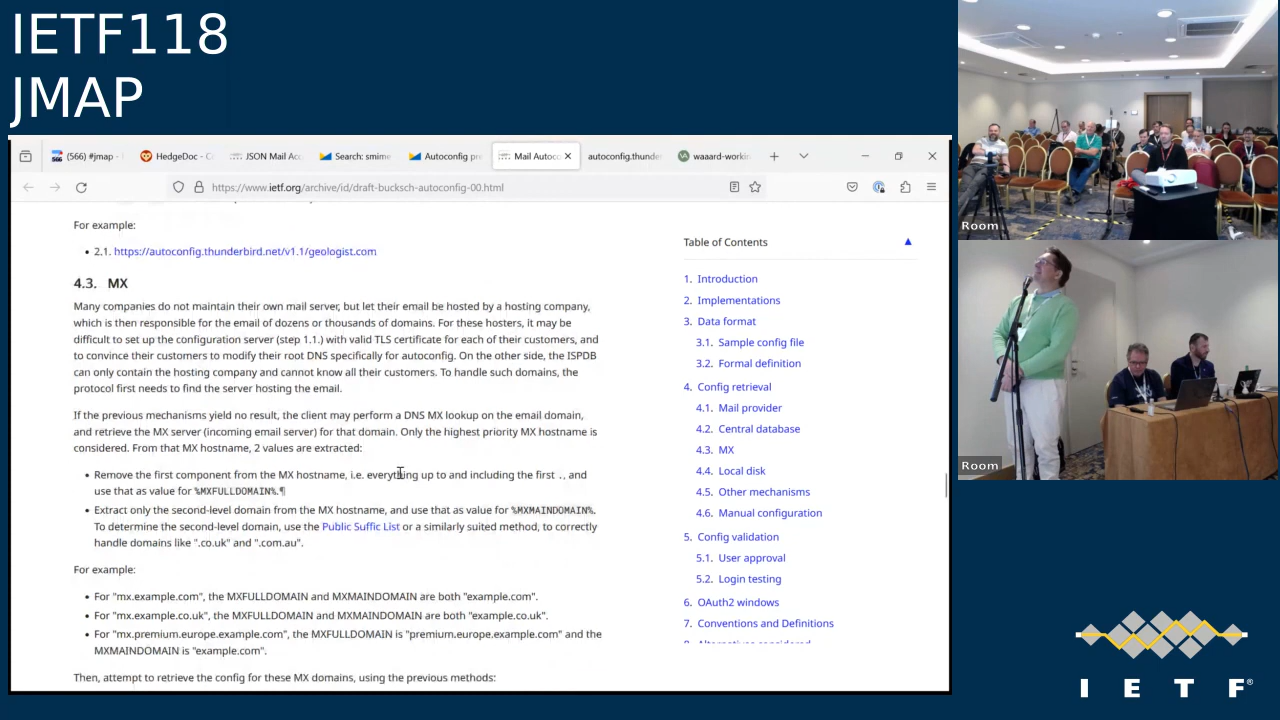 IETF118
JMAP
(566) #jmap
HedgeDoc - C
JSON Mail Acc
Search: smime
Autoconfig pr
Mail Autoco
autoconfig.thunde
waaard-workin
https://www.ietf.org/archive/id/draft-bucksch-autoconfig-00.html
For example:
• 2.1. https://autoconfig.thunderbird.net/v1.1/geologist.com
4.3. MX
Many companies do not maintain their own mail server, but let their email be hosted by a hosting company,
which is then responsible for the email of dozens or thousands of domains. For these hosters, it may be
difficult to set up the configuration server (step 1.1.) with valid TLS certificate for each of their customers, and
to convince their customers to modify their root DNS specifically for autoconfig. On the other side, the ISPDB
can only contain the hosting company and cannot know all their customers. To handle such domains, the
protocol first needs to find the server hosting the email.
If the previous mechanisms yield no result, the client may perform a DNS MX lookup on the email domain,
and retrieve the MX server (incoming email server) for that domain. Only the highest priority MX hostname is
considered. From that MX hostname, 2 values are extracted:
• Remove the first component from the MX hostname, i.e. everything up to and including the first ., and
use that as value for %MXFULLDOMAIN%.¶
• Extract only the second-level domain from the MX hostname, and use that as value for %MXMAINDOMAIN%.
To determine the second-level domain, use the Public Suffic List or a similarly suited method, to correctly
handle domains like ".co.uk" and ".com.au".
For example:
• For "mx.example.com", the MXFULLDOMAIN and MXMAINDOMAIN are both "example.com".
• For "mx.example.co.uk", the MXFULLDOMAIN and MXMAINDOMAIN are both "example.co.uk".
• For "mx.premium.europe.example.com", the MXFULLDOMAIN is "premium.europe.example.com" and the
MXMAINDOMAIN is "example.com".
Then, attempt to retrieve the config for these MX domains, using the previous methods:
Table of Contents ▲
1. Introduction
2. Implementations
3. Data format
3.1. Sample config file
3.2. Formal definition
4. Config retrieval
4.1. Mail provider
4.2. Central database
4.3. MX
4.4. Local disk
4.5. Other mechanisms
4.6. Manual configuration
5. Config validation
5.1. User approval
5.2. Login testing
6. OAuth2 windows
7. Conventions and Definitions
8. Alternatives considered
Room
Room
I E T F®